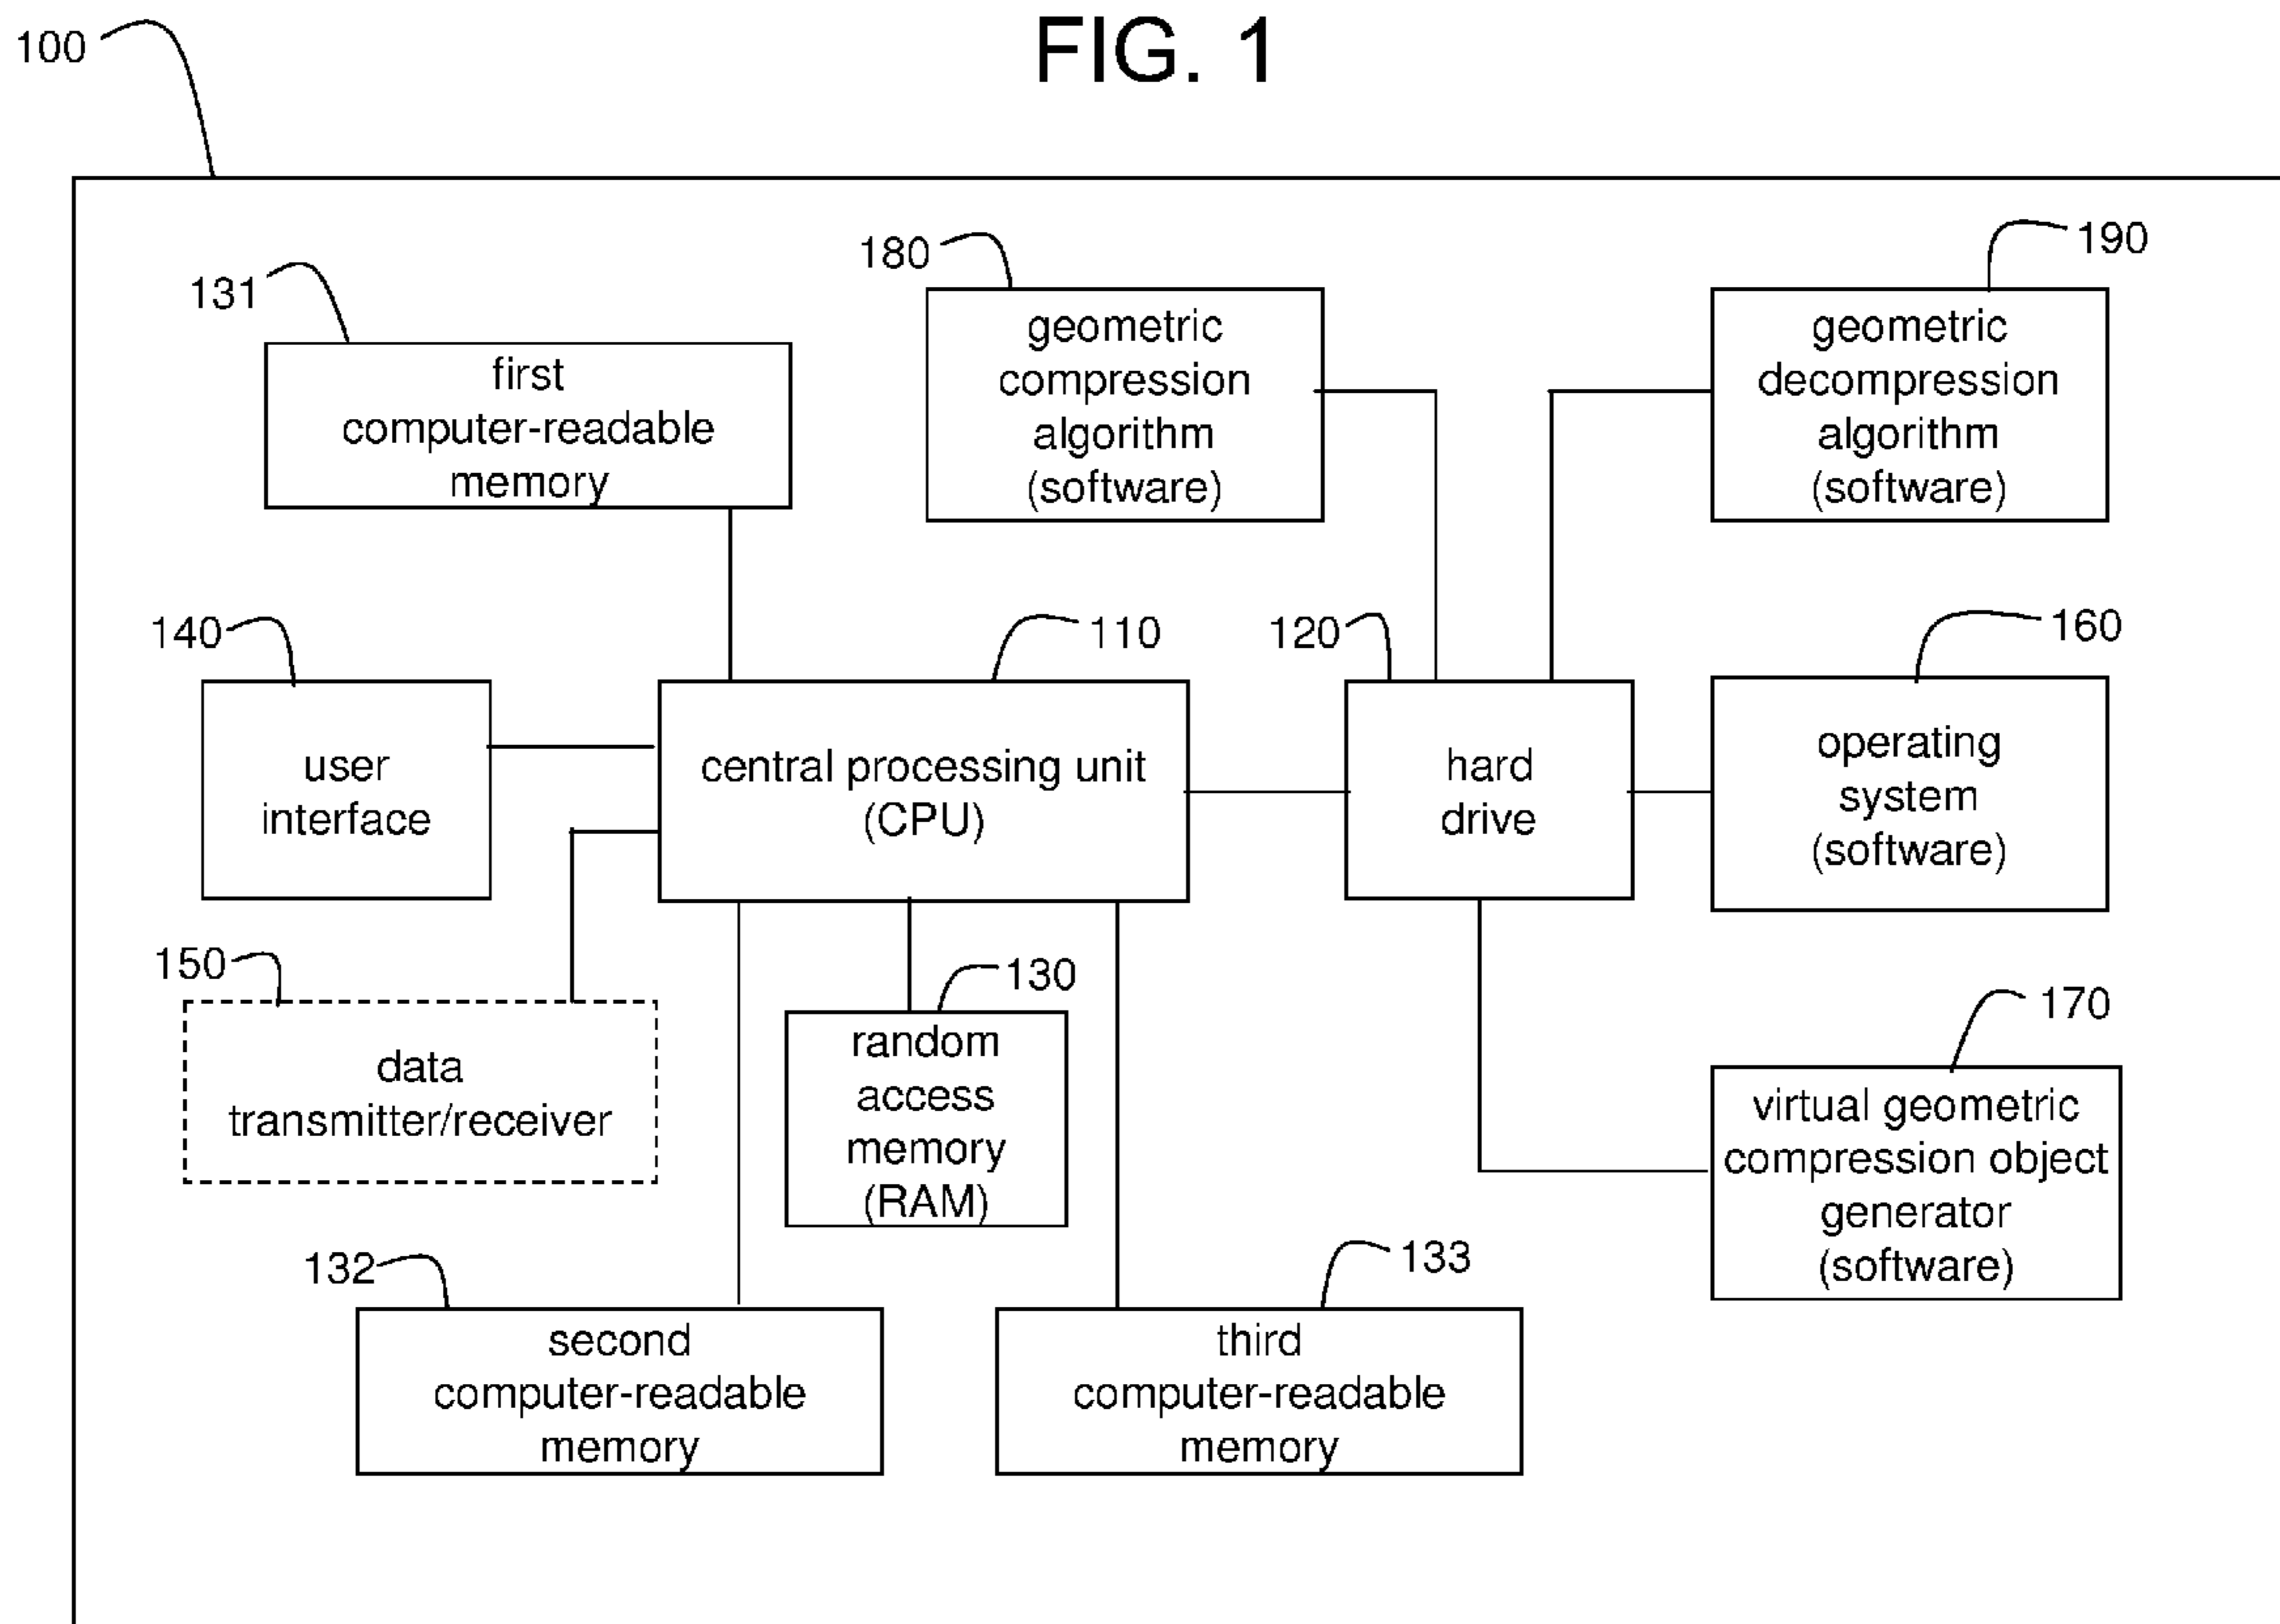 FIG. 1
100
131
first
computer-readable
memory
180
geometric
compression
algorithm
(software)
190
geometric
decompression
algorithm
(software)
140
user
interface
110
central processing unit
(CPU)
120
hard
drive
160
operating
system
(software)
150
data
transmitter/receiver
130
random
access
memory
(RAM)
170
virtual geometric
compression object
generator
(software)
132
second
computer-readable
memory
133
third
computer-readable
memory